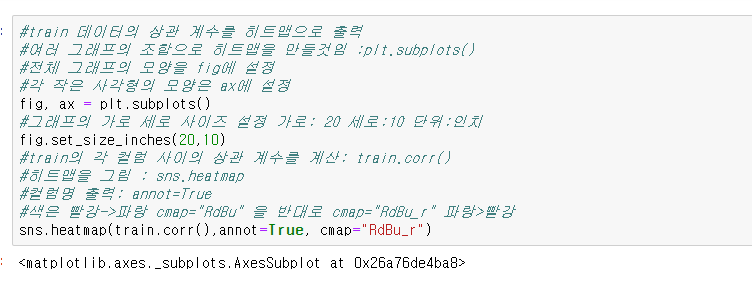 #train 데이터의 상관 계수를 히트맵으로 출력
#여러 그래프의 조합으로 히트맵을 만들것임 :plt.subplots()
#전체 그래프의 모양을 fig에 설정
#각 작은 사각형의 모양은 ax에 설정
fig, ax = plt.subplots()
#그래프의 가로 세로 사이즈 설정 가로: 20 세로:10 단위:인치
fig.set_size_inches(20,10)
#train의 각 컬럼 사이의 상관 계수를 계산: train.corr()
#히트맵을 그림 : sns.heatmap
#컬럼명 출력: annot=True
#색은 빨강->파랑 cmap="RdBu" 을 반대로 cmap="RdBu_r" 파랑>빨강
sns.heatmap(train.corr(),annot=True, cmap="RdBu_r")
<matplotlib.axes._subplots.AxesSubplot at 0x26a76de4ba8>